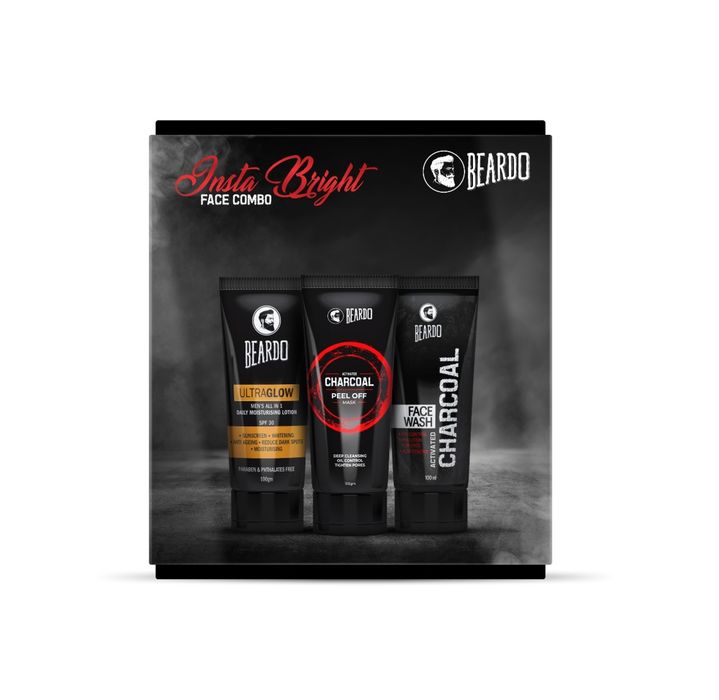 Insta Bright
FACE COMBO
BEARDO
BEARDO
ULTRAGLOW
MEN'S ALL IN 1
DAILY MOISTURISING LOTION
SPF 30
• SUNSCREEN • WHITENING
• ANTI AGEING • REDUCE DARK SPOTS
• MOISTURISING
PARABEN & PHTHALATES FREE
100gm
BEARDO
ACTIVATED
CHARCOAL
PEEL OFF
MASK
DEEP CLEANSING
OIL CONTROL
TIGHTEN PORES
100gm
BEARDO
FACE
WASH
ACTIVATED
CHARCOAL
100ml